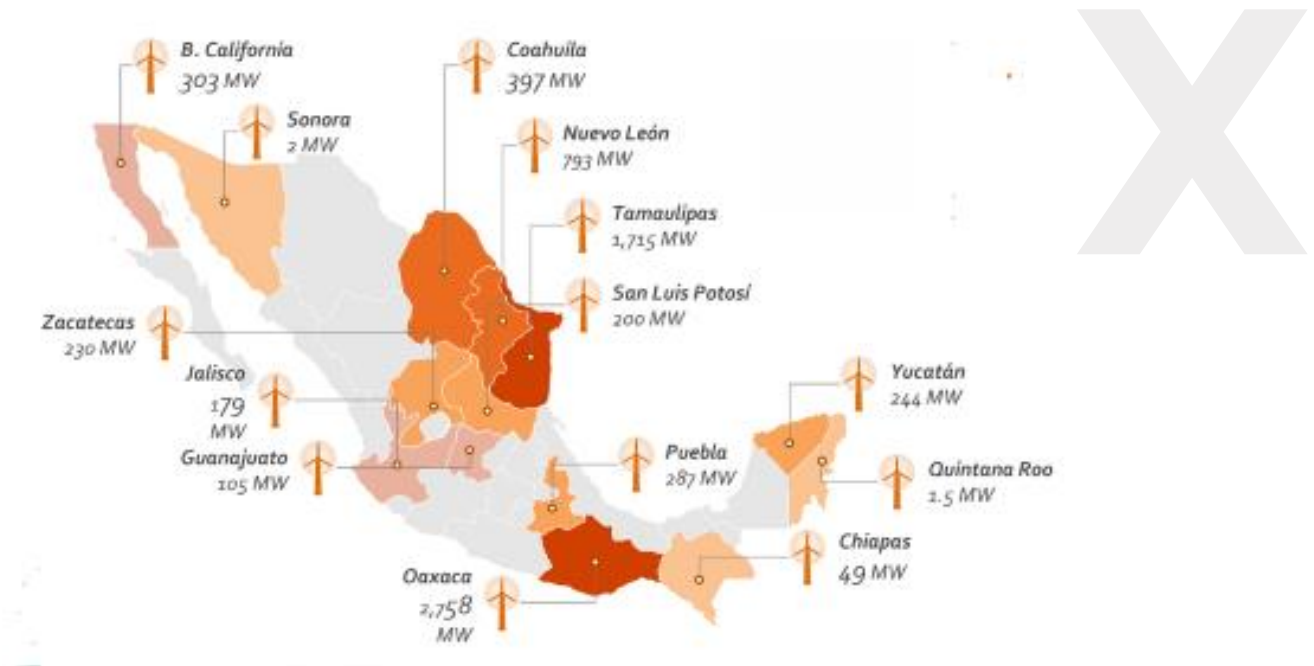 B. California
303 MW
Coahuila
397 MW
Sonora
2 MW
Nuevo León
793 MW
Tamaulipas
1,715 MW
San Luis Potosí
200 MW
Zacatecas
230 MW
Jalisco
179
MW
Guanajuato
105 MW
Yucatán
244 MW
Puebla
287 MW
Quintana Roo
1.5 MW
Chiapas
49 MW
Oaxaca
2,758
MW
X